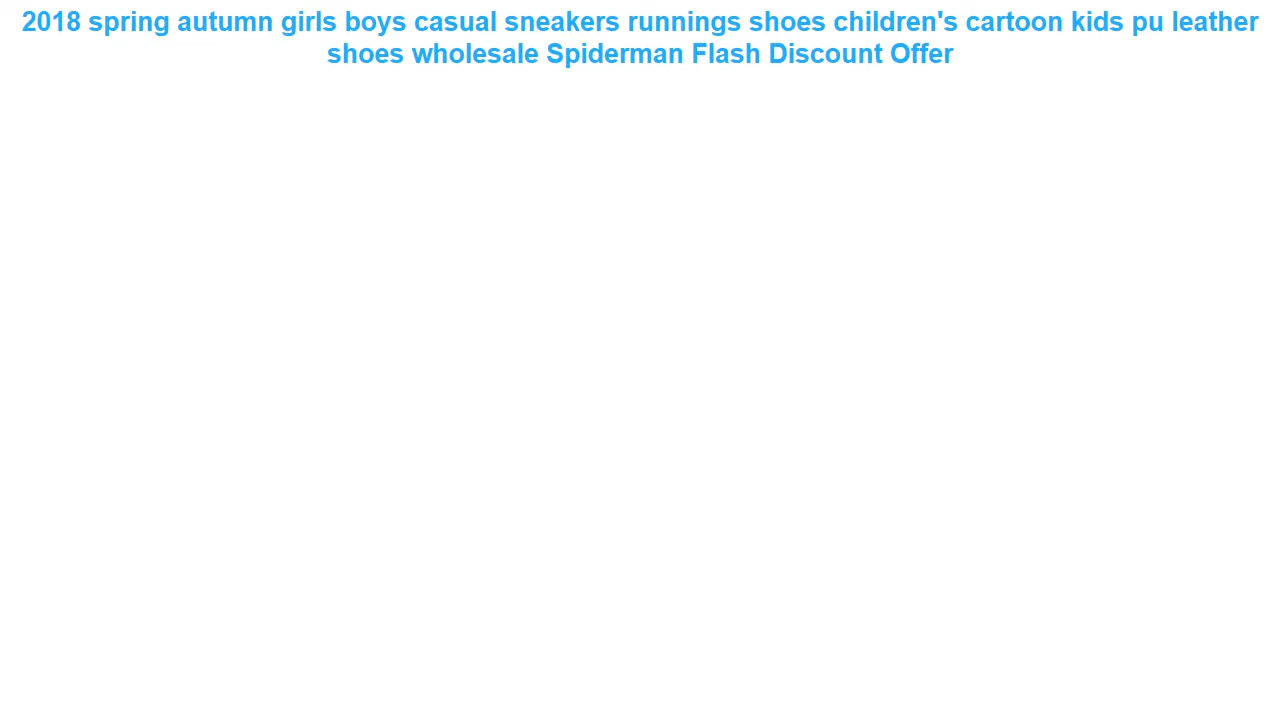 2018 spring autumn girls boys casual sneakers runnings shoes children's cartoon kids pu leather
shoes wholesale Spiderman Flash Discount Offer